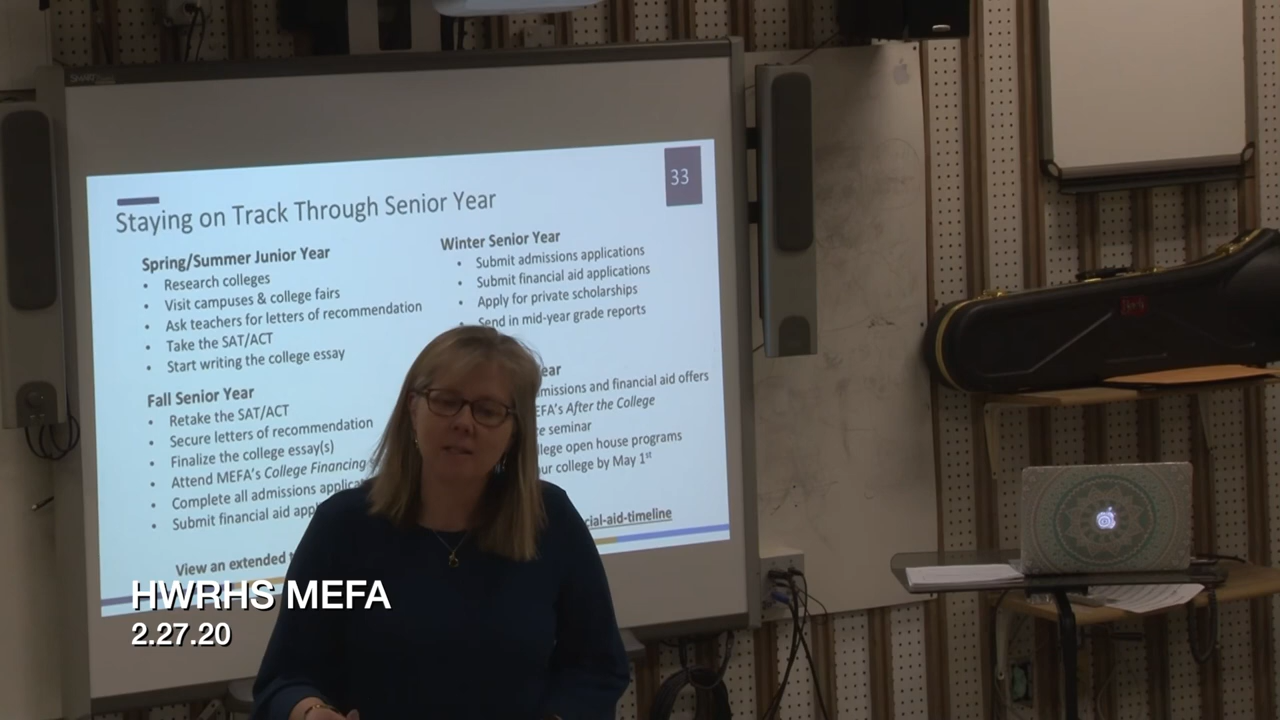 SMART
33
Staying on Track Through Senior Year
Spring/Summer Junior Year
• Research colleges
• Visit campuses & college fairs
• Ask teachers for letters of recommendation
• Take the SAT/ACT
• Start writing the college essay
Fall Senior Year
• Retake the SAT/ACT
• Secure letters of recommendation
• Finalize the college essay(s)
• Attend MEFA's College Financing
• Complete all admissions
• Submit financial aid
View an extended
Winter Senior Year
• Submit admissions applications
• Submit financial aid applications
• Apply for private scholarships
• Send in mid-year grade reports
and financial aid offers
After the College
seminar
open house programs
college by May 1st
cial-aid-timeline
HWRHS MEFA
2.27.20